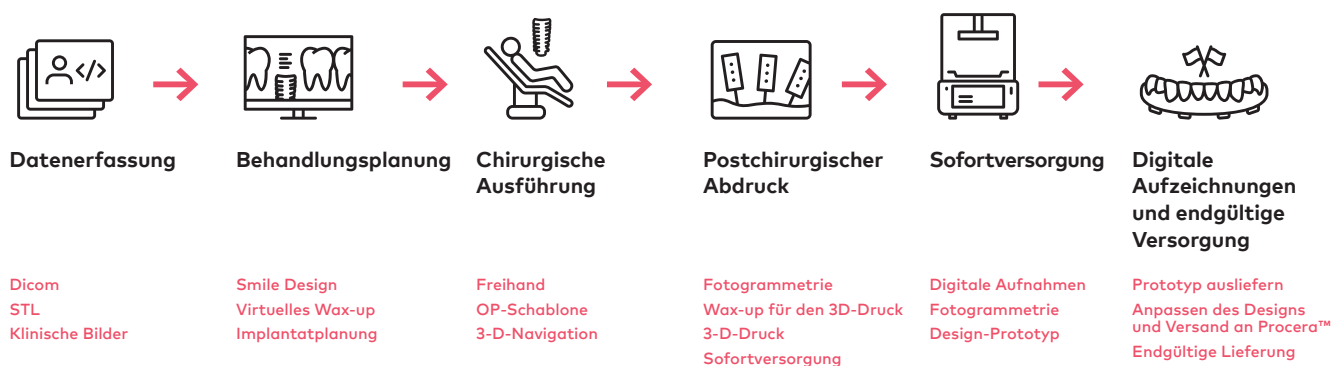 </>
Datenerfassung
Behandlungsplanung
Chirurgische
Ausführung
Postchirurgischer
Abdruck
Sofortversorgung
Digitale
Aufzeichnungen
und endgültige
Versorgung
Dicom
STL
Klinische Bilder
Smile Design
Virtuelles Wax-up
Implantatplanung
Freihand
OP-Schablone
3-D-Navigation
Fotogrammetrie
Wax-up für den 3D-Druck
3-D-Druck
Sofortversorgung
Digitale Aufnahmen
Fotogrammetrie
Design-Prototyp
Prototyp ausliefern
Anpassen des Designs
und Versand an Procera™
Endgültige Lieferung